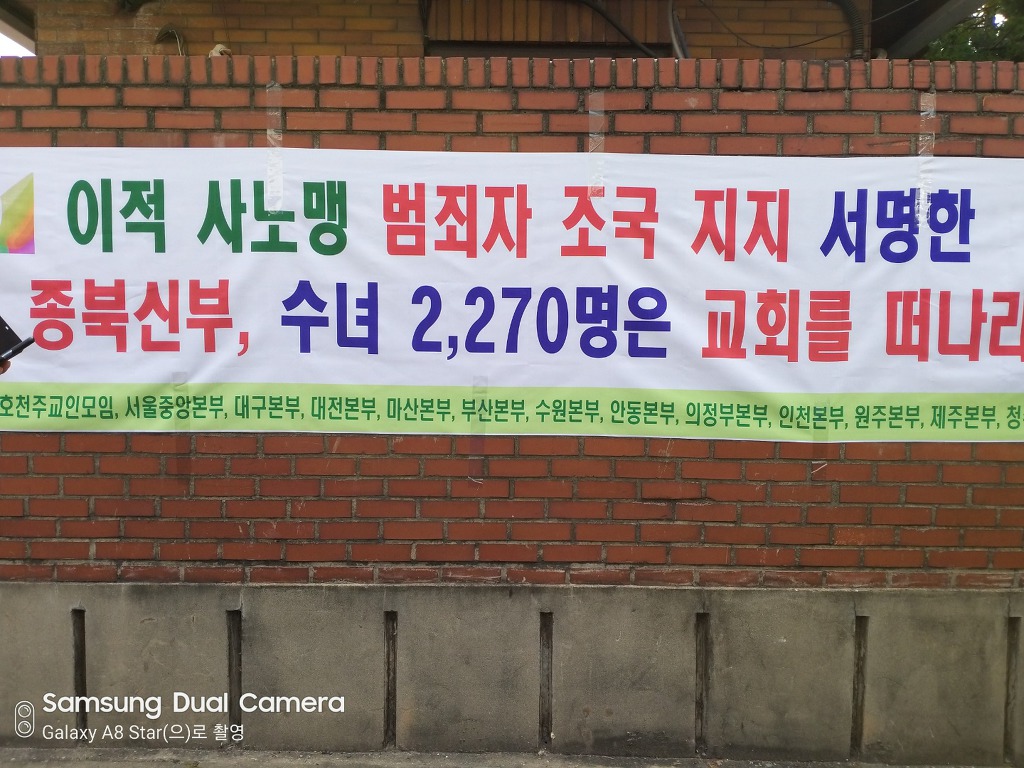 이적 사노맹 범죄자 조국 지지 서명한
종북신부, 수녀 2,270명은 교회를 떠나라
호천주교인모임, 서울중앙본부, 대구본부, 대전본부, 마산본부, 부산본부, 수원본부, 안동본부, 의정부본부, 인천본부, 원주본부, 제주본부,
Samsung Dual Camera
Galaxy A8 Star(으)로 촬영